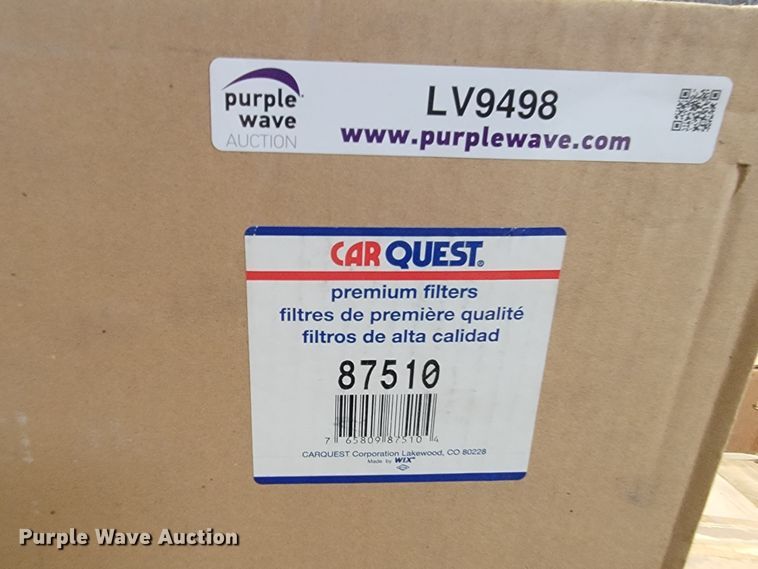 purple
wave
AUCTION
LV9498
www.purplewave.com
CARQUEST®
premium filters
filtres de première qualité
filtros de alta calidad
87510
7 65809 87510 4
CARQUEST Corporation Lakewood, CO 80228
Made by WIX™
Purple Wave Auction